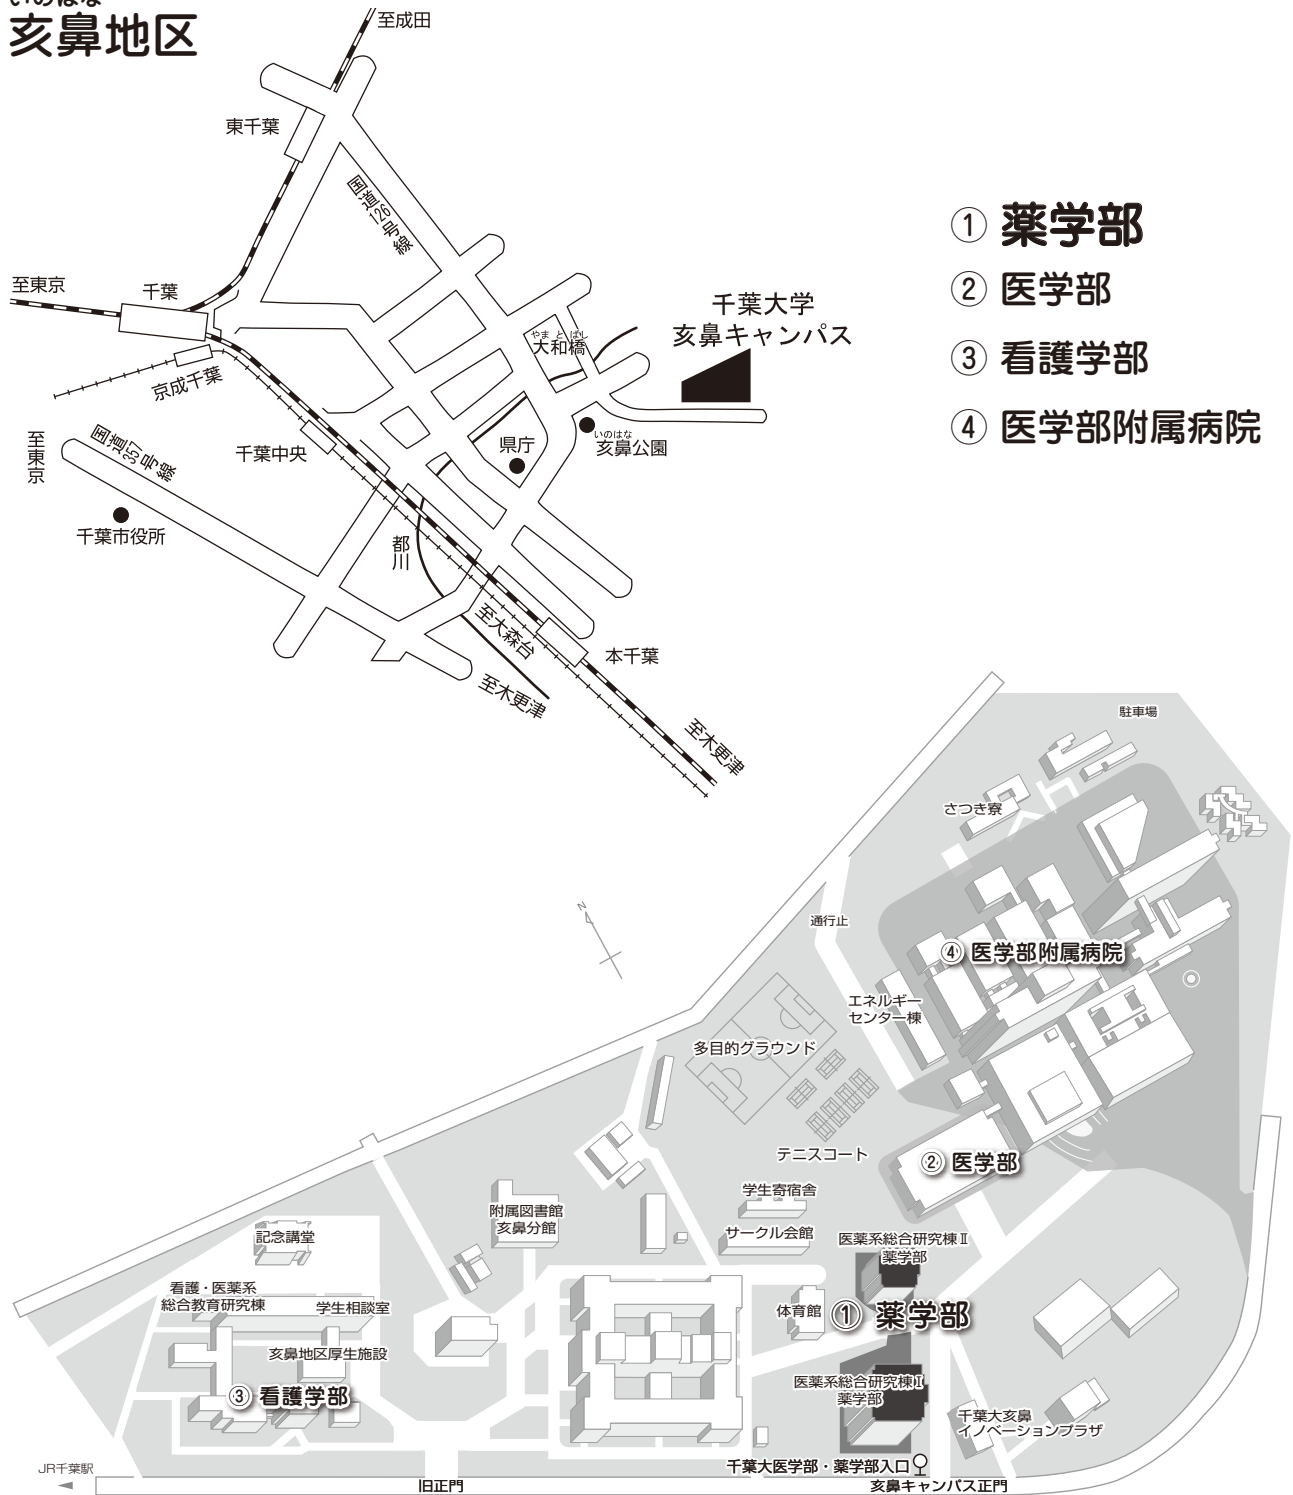 いのはな
亥鼻地区
至成田
東千葉
国道126号線
至東京
千葉
京成千葉
千葉中央
至東京
国道357号線
千葉市役所
都川
やまとばし
大和橋
県庁
いのはな
亥鼻公園
千葉大学
亥鼻キャンパス
至大森台
至木更津
本千葉
至木更津
① 薬学部
② 医学部
③ 看護学部
④ 医学部附属病院
駐車場
さつき寮
通行止
N
④ 医学部附属病院
エネルギー
センター棟
多目的グラウンド
テニスコート
② 医学部
学生寄宿舎
サークル会館
附属図書館
亥鼻分館
記念講堂
看護・医薬系
総合教育研究棟
学生相談室
亥鼻地区厚生施設
③ 看護学部
医薬系総合研究棟Ⅱ
薬学部
体育館
① 薬学部
医薬系総合研究棟Ⅰ
薬学部
千葉大亥鼻
イノベーションプラザ
千葉大医学部・薬学部入口
亥鼻キャンパス正門
旧正門
JR千葉駅